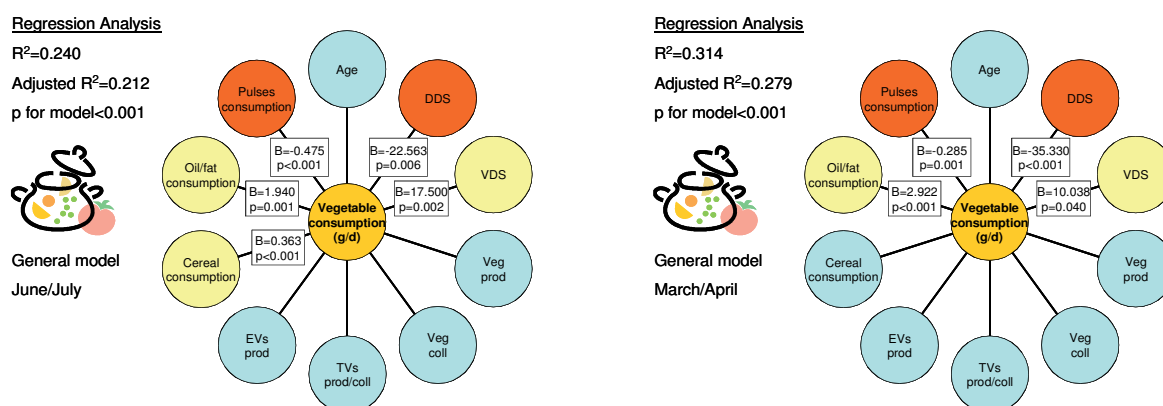 Regression Analysis
R²=0.240
Adjusted R²=0.212
p for model<0.001
General model
June/July
Age
Pulses
consumption
DDS
B=-0.475
p<0.001
B=-22.563
p=0.006
Oil/fat
consumption
VDS
B=1.940
p=0.001
B=17.500
p=0.002
Vegetable
consumption
(g/d)
B=0.363
p<0.001
Cereal
consumption
Veg
prod
EVs
prod
Veg
coll
TVs
prod/coll
Regression Analysis
R²=0.314
Adjusted R²=0.279
p for model<0.001
General model
March/April
Age
Pulses
consumption
DDS
B=-0.285
p=0.001
B=-35.330
p<0.001
Oil/fat
consumption
VDS
B=2.922
p<0.001
B=10.038
p=0.040
Vegetable
consumption
(g/d)
Cereal
consumption
Veg
prod
EVs
prod
Veg
coll
TVs
prod/coll